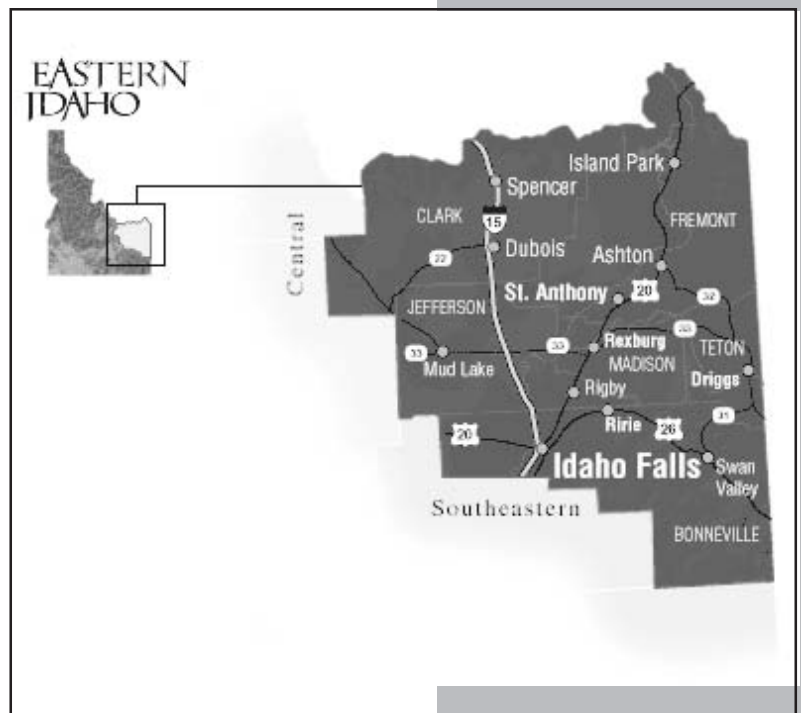 EASTERN
IDAHO
Island Park
Spencer
CLARK
15
FREMONT
Central
Dubois
Ashton
22
St. Anthony
20
32
JEFFERSON
33
33
33
Rexburg
TETON
Mud Lake
MADISON
Driggs
Rigby
31
Ririe
20
26
Idaho Falls
Swan
Valley
Southeastern
BONNEVILLE